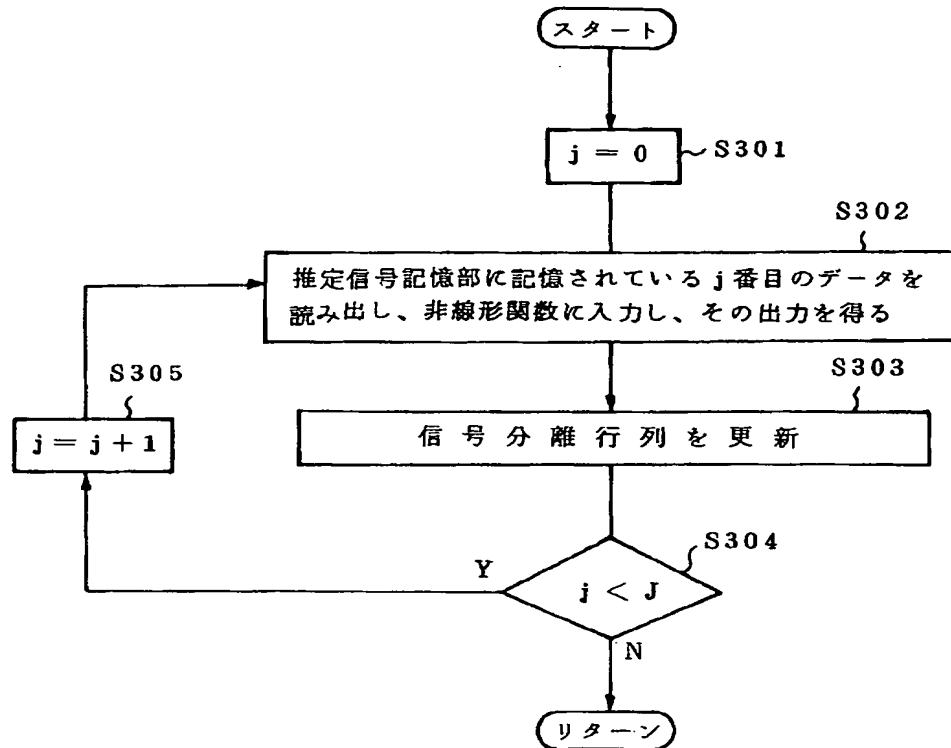 スタート
j = 0
S301
S302
推定信号記憶部に記憶されているj番目のデータを
読み出し、非線形関数に入力し、その出力を得る
S303
信号分離行列を更新
S305
j = j + 1
S304
Y
j < J
N
リターン